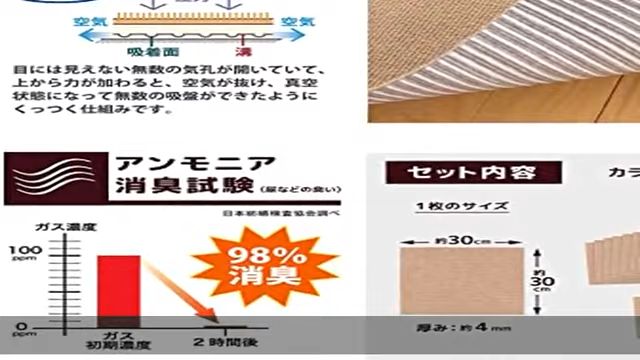 空気
空気
吸着面
溝
目には見えない無数の気孔が開いていて、
上から力が加わると、空気が抜け、真空
状態になって無数の吸盤ができたように
くっつく仕組みです。
アンモニア
消臭試験(尿などの臭い)
日本紡績検査協会調べ
ガス濃度
100
ppm
0
ppm
98%
消臭
ガス
初期濃度
2時間後
セット内容
カラ
1枚のサイズ
約30cm
約
30
cm
厚み:約4mm